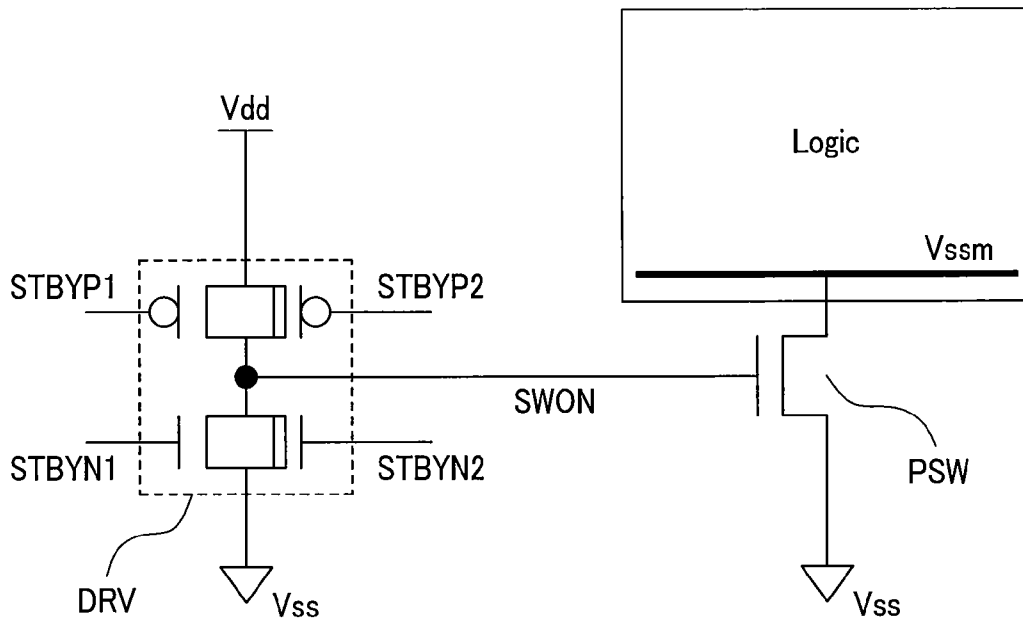 Vdd
Logic
Vssm
STBYP1
STBYP2
SWON
STBYN1
STBYN2
PSW
DRV
Vss
Vss